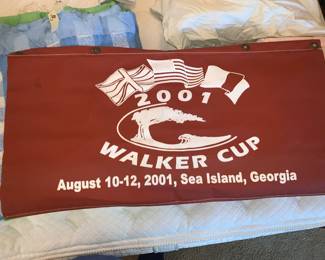 2001
WALKER CUP
August 10-12, 2001, Sea Island, Georgia